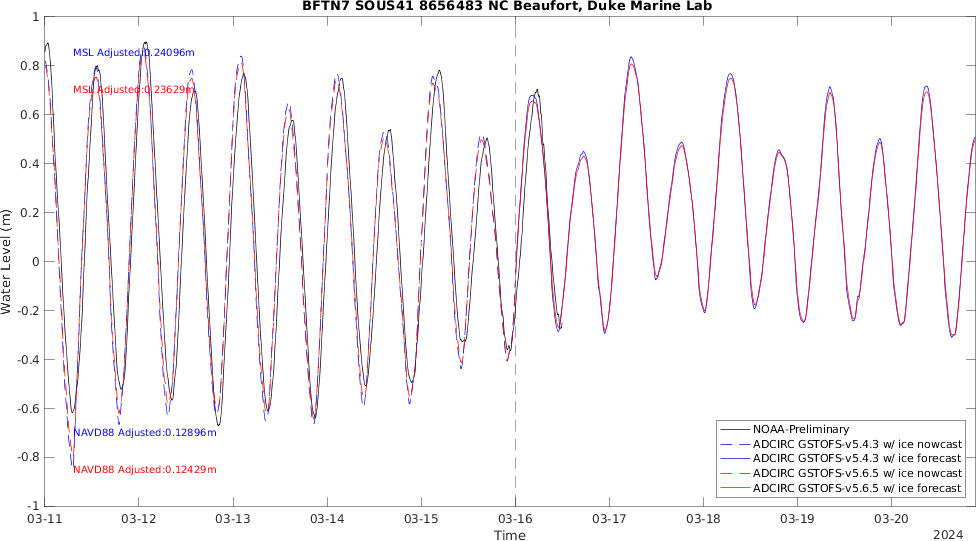 BFTN7 SOUS41 8656483 NC Beaufort, Duke Marine Lab
1
0.8
0.6
0.4
0.2
0
-0.2
-0.4
-0.6
-0.8
-1
Water Level (m)
MSL Adjusted:0.24096m
MSL Adjusted:0.23629m
NAVD88 Adjusted:0.12896m
NAVD88 Adjusted:0.12429m
NOAA-Preliminary
ADCIRC GSTOFS-v5.4.3 w/ ice nowcast
ADCIRC GSTOFS-v5.4.3 w/ ice forecast
ADCIRC GSTOFS-v5.6.5 w/ ice nowcast
ADCIRC GSTOFS-v5.6.5 w/ ice forecast
03-11 03-12 03-13 03-14 03-15 03-16 03-17 03-18 03-19 03-20
Time
2024